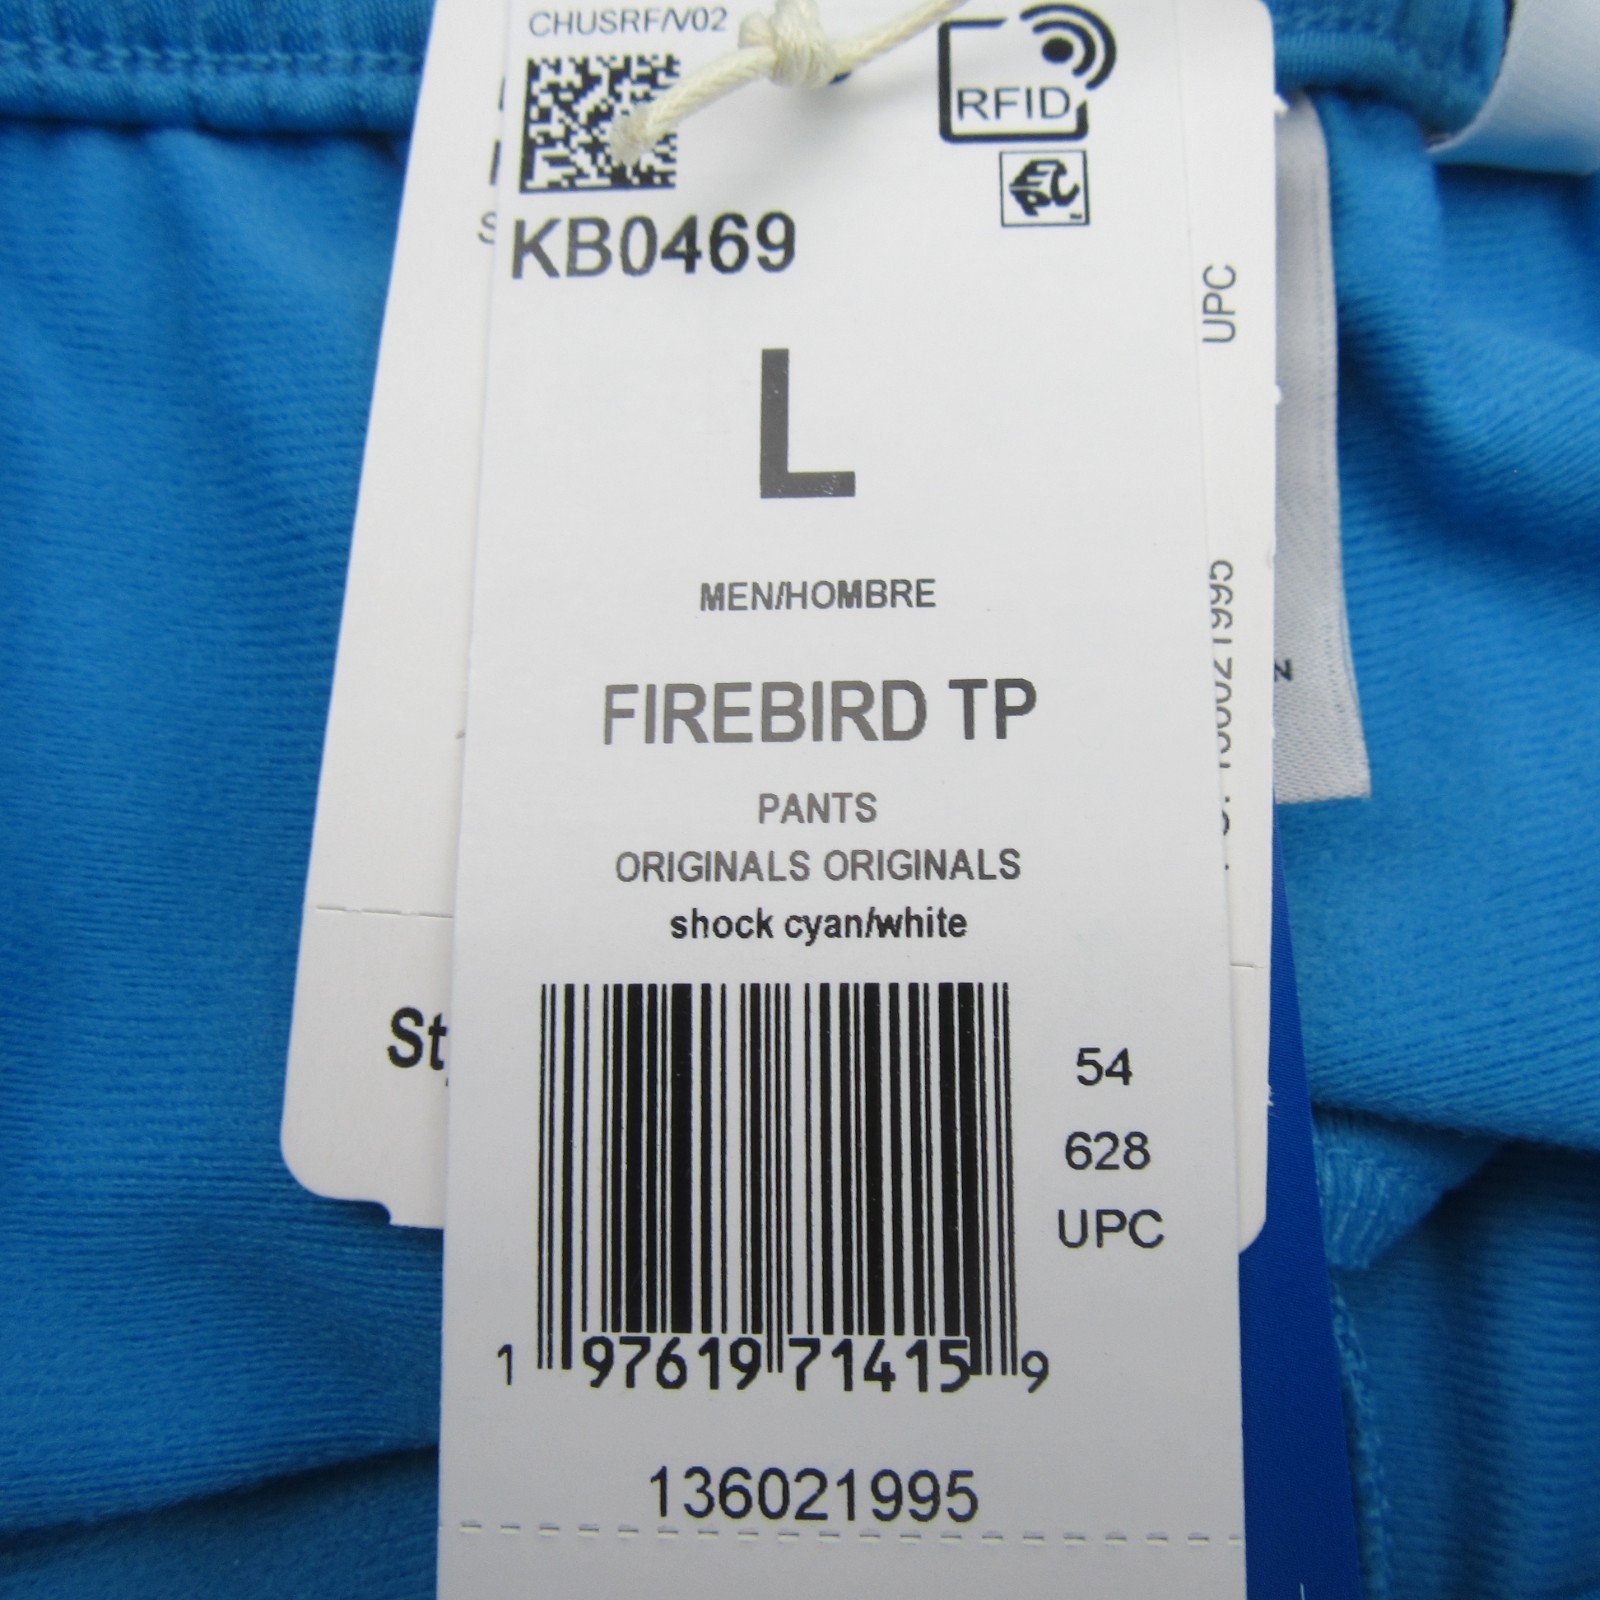 CHUSRF/V02
RFID
KB0469
L
UPC
MEN/HOMBRE
FIREBIRD TP
PANTS
ORIGINALS ORIGINALS
shock cyan/white
54
628
UPC
1 97619 71415 9
136021995